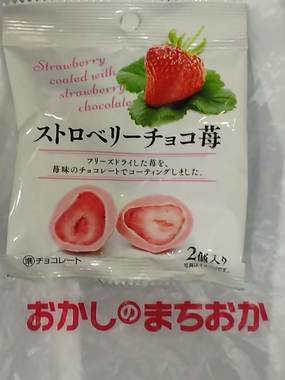 Strawberry
coated with
strawberry
chocolate
ストロベリーチョコ苺
フリーズドライした苺を、
苺味のチョコレートでコーティングしました。
準チョコレート
2個入り
おかしのまちおか